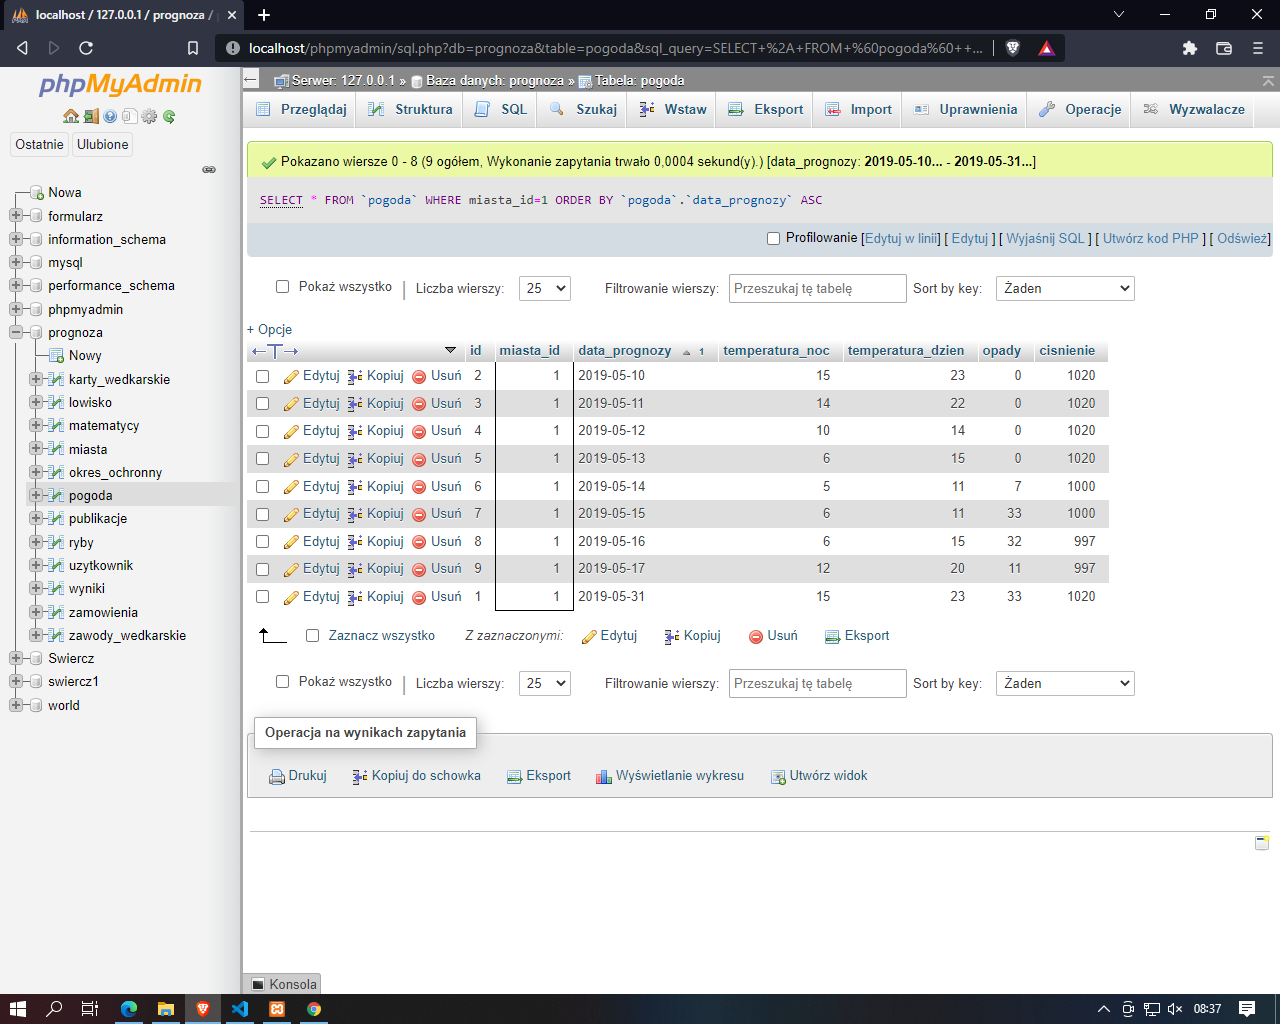 localhost / 127.0.0.1 / prognoza / p
localhost/phpmyadmin/sql.php?db=prognoza&table=pogoda&sql_query=SELECT+%2A+FROM+%60pogoda%60++...
phpMyAdmin
Ostatnie Ulubione
Nowa
formularz
information_schema
mysql
performance_schema
phpmyadmin
prognoza
Nowy
karty_wedkarskie
lowisko
matematycy
miasta
okres_ochronny
pogoda
publikacje
ryby
uzytkownik
wyniki
zamowienia
zawody_wedkarskie
Swiercz
swiercz1
world
Serwer: 127.0.0.1 » Baza danych: prognoza » Tabela: pogoda
Przeglądaj Struktura SQL Szukaj Wstaw Eksport Import Uprawnienia Operacje Wyzwalacze
Pokazano wiersze 0 - 8 (9 ogółem, Wykonanie zapytania trwało 0,0004 sekund(y).) [data_prognozy: 2019-05-10... - 2019-05-31...]
SELECT * FROM `pogoda` WHERE miasta_id=1 ORDER BY `pogoda`.`data_prognozy` ASC
Profilowanie [Edytuj w linii] [ Edytuj ] [ Wyjaśnij SQL ] [ Utwórz kod PHP ] [ Odśwież]
Pokaż wszystko | Liczba wierszy: 25 Filtrowanie wierszy: Przeszukaj tę tabelę Sort by key: Żaden
+ Opcje
←T→ id miasta_id data_prognozy 1 temperatura_noc temperatura_dzien opady cisnienie
Edytuj Kopiuj Usuń 2 1 2019-05-10 15 23 0 1020
Edytuj Kopiuj Usuń 3 1 2019-05-11 14 22 0 1020
Edytuj Kopiuj Usuń 4 1 2019-05-12 10 14 0 1020
Edytuj Kopiuj Usuń 5 1 2019-05-13 6 15 0 1020
Edytuj Kopiuj Usuń 6 1 2019-05-14 5 11 7 1000
Edytuj Kopiuj Usuń 7 1 2019-05-15 6 11 33 1000
Edytuj Kopiuj Usuń 8 1 2019-05-16 6 15 32 997
Edytuj Kopiuj Usuń 9 1 2019-05-17 12 20 11 997
Edytuj Kopiuj Usuń 1 1 2019-05-31 15 23 33 1020
Zaznacz wszystko Z zaznaczonymi: Edytuj Kopiuj Usuń Eksport
Pokaż wszystko | Liczba wierszy: 25 Filtrowanie wierszy: Przeszukaj tę tabelę Sort by key: Żaden
Operacja na wynikach zapytania
Drukuj Kopiuj do schowka Eksport Wyświetlanie wykresu Utwórz widok
Konsola
08:37